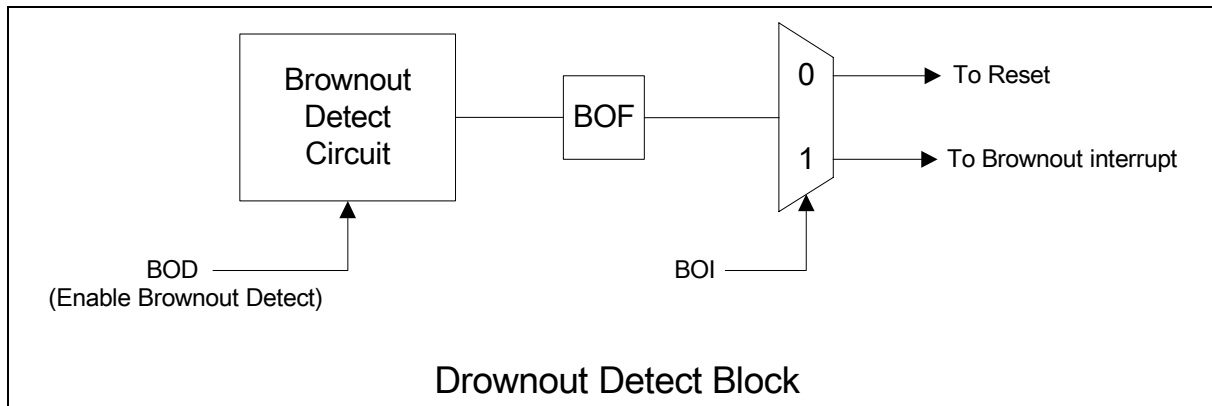 Brownout
Detect
Circuit
BOF
0
To Reset
1
To Brownout interrupt
BOD
(Enable Brownout Detect)
BOI
Drownout Detect Block